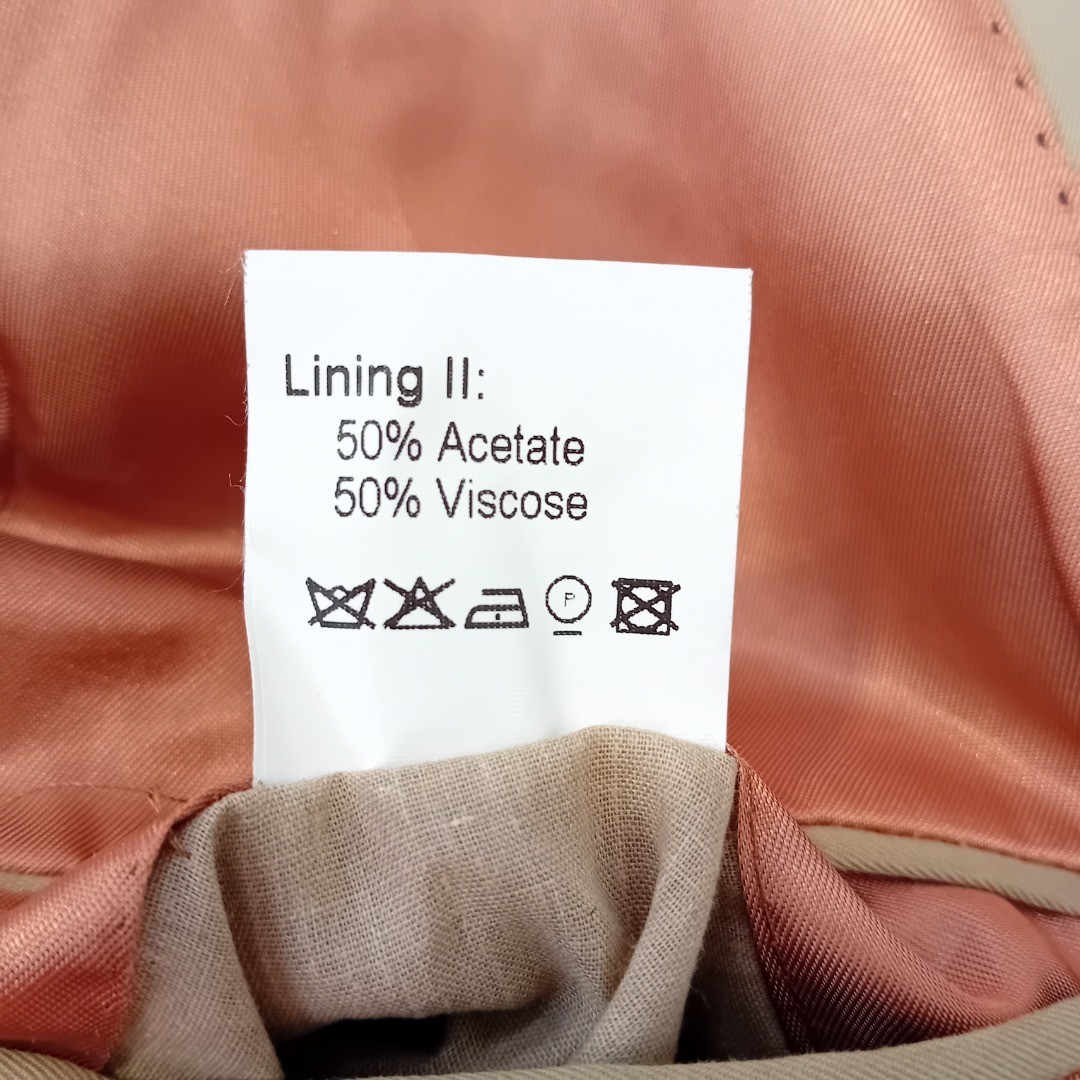 Lining II:
50% Acetate
50% Viscose
P